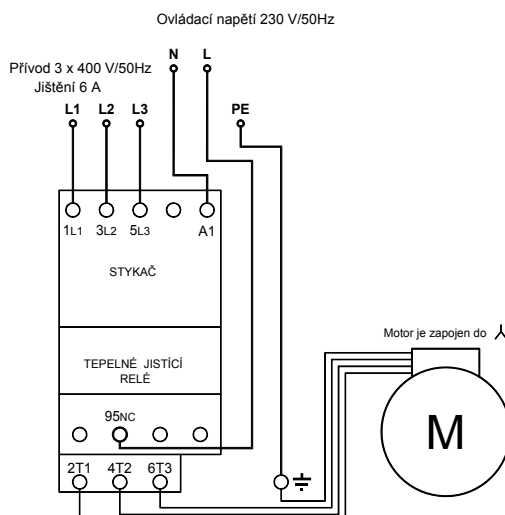 Ovládací napětí 230 V/50Hz
Přívod 3 x 400 V/50Hz
Jištění 6 A
N L
L1 L2 L3 PE
1L1 3L2 5L3 A1
STYKAČ
Motor je zapojen do
TEPELNÉ JISTÍCÍ
RELÉ
95NC
M
2T1 4T2 6T3